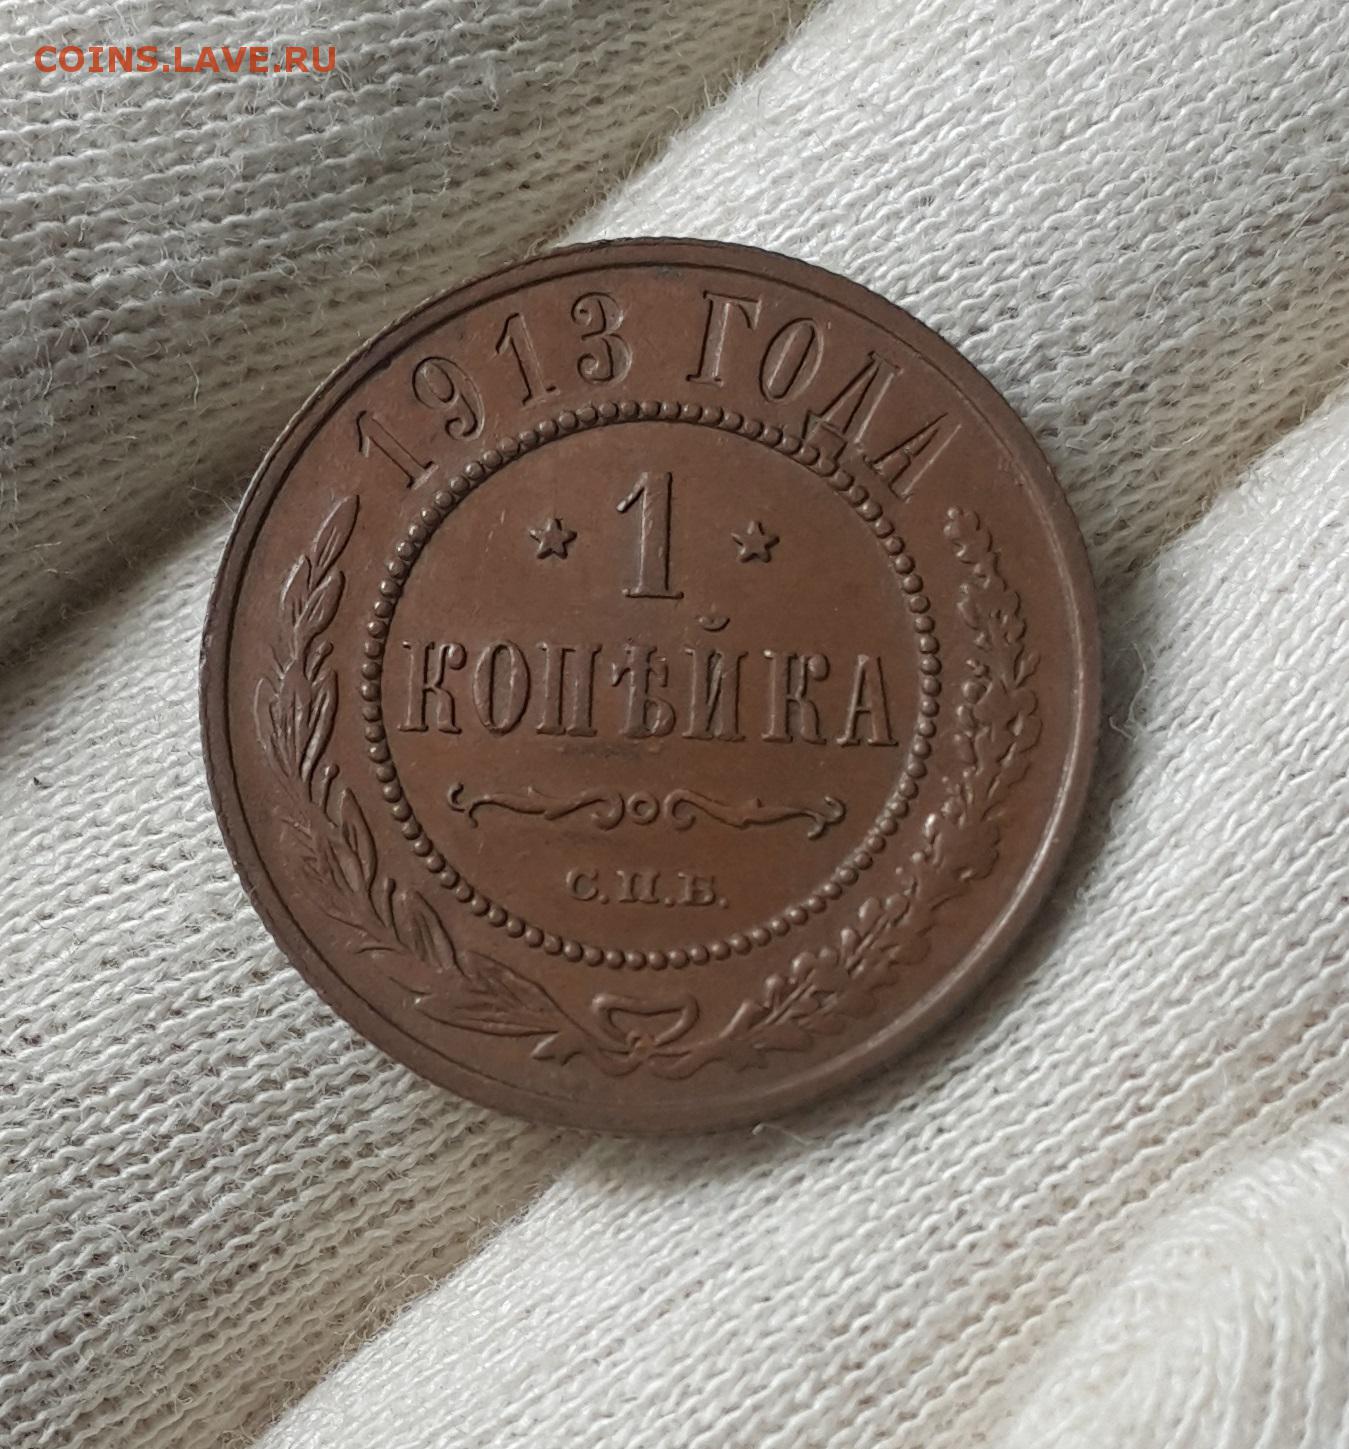 COINS.LAVE.RU
1913 ГОДА
* 1 *
КОПѢЙКА
С.П.Б.